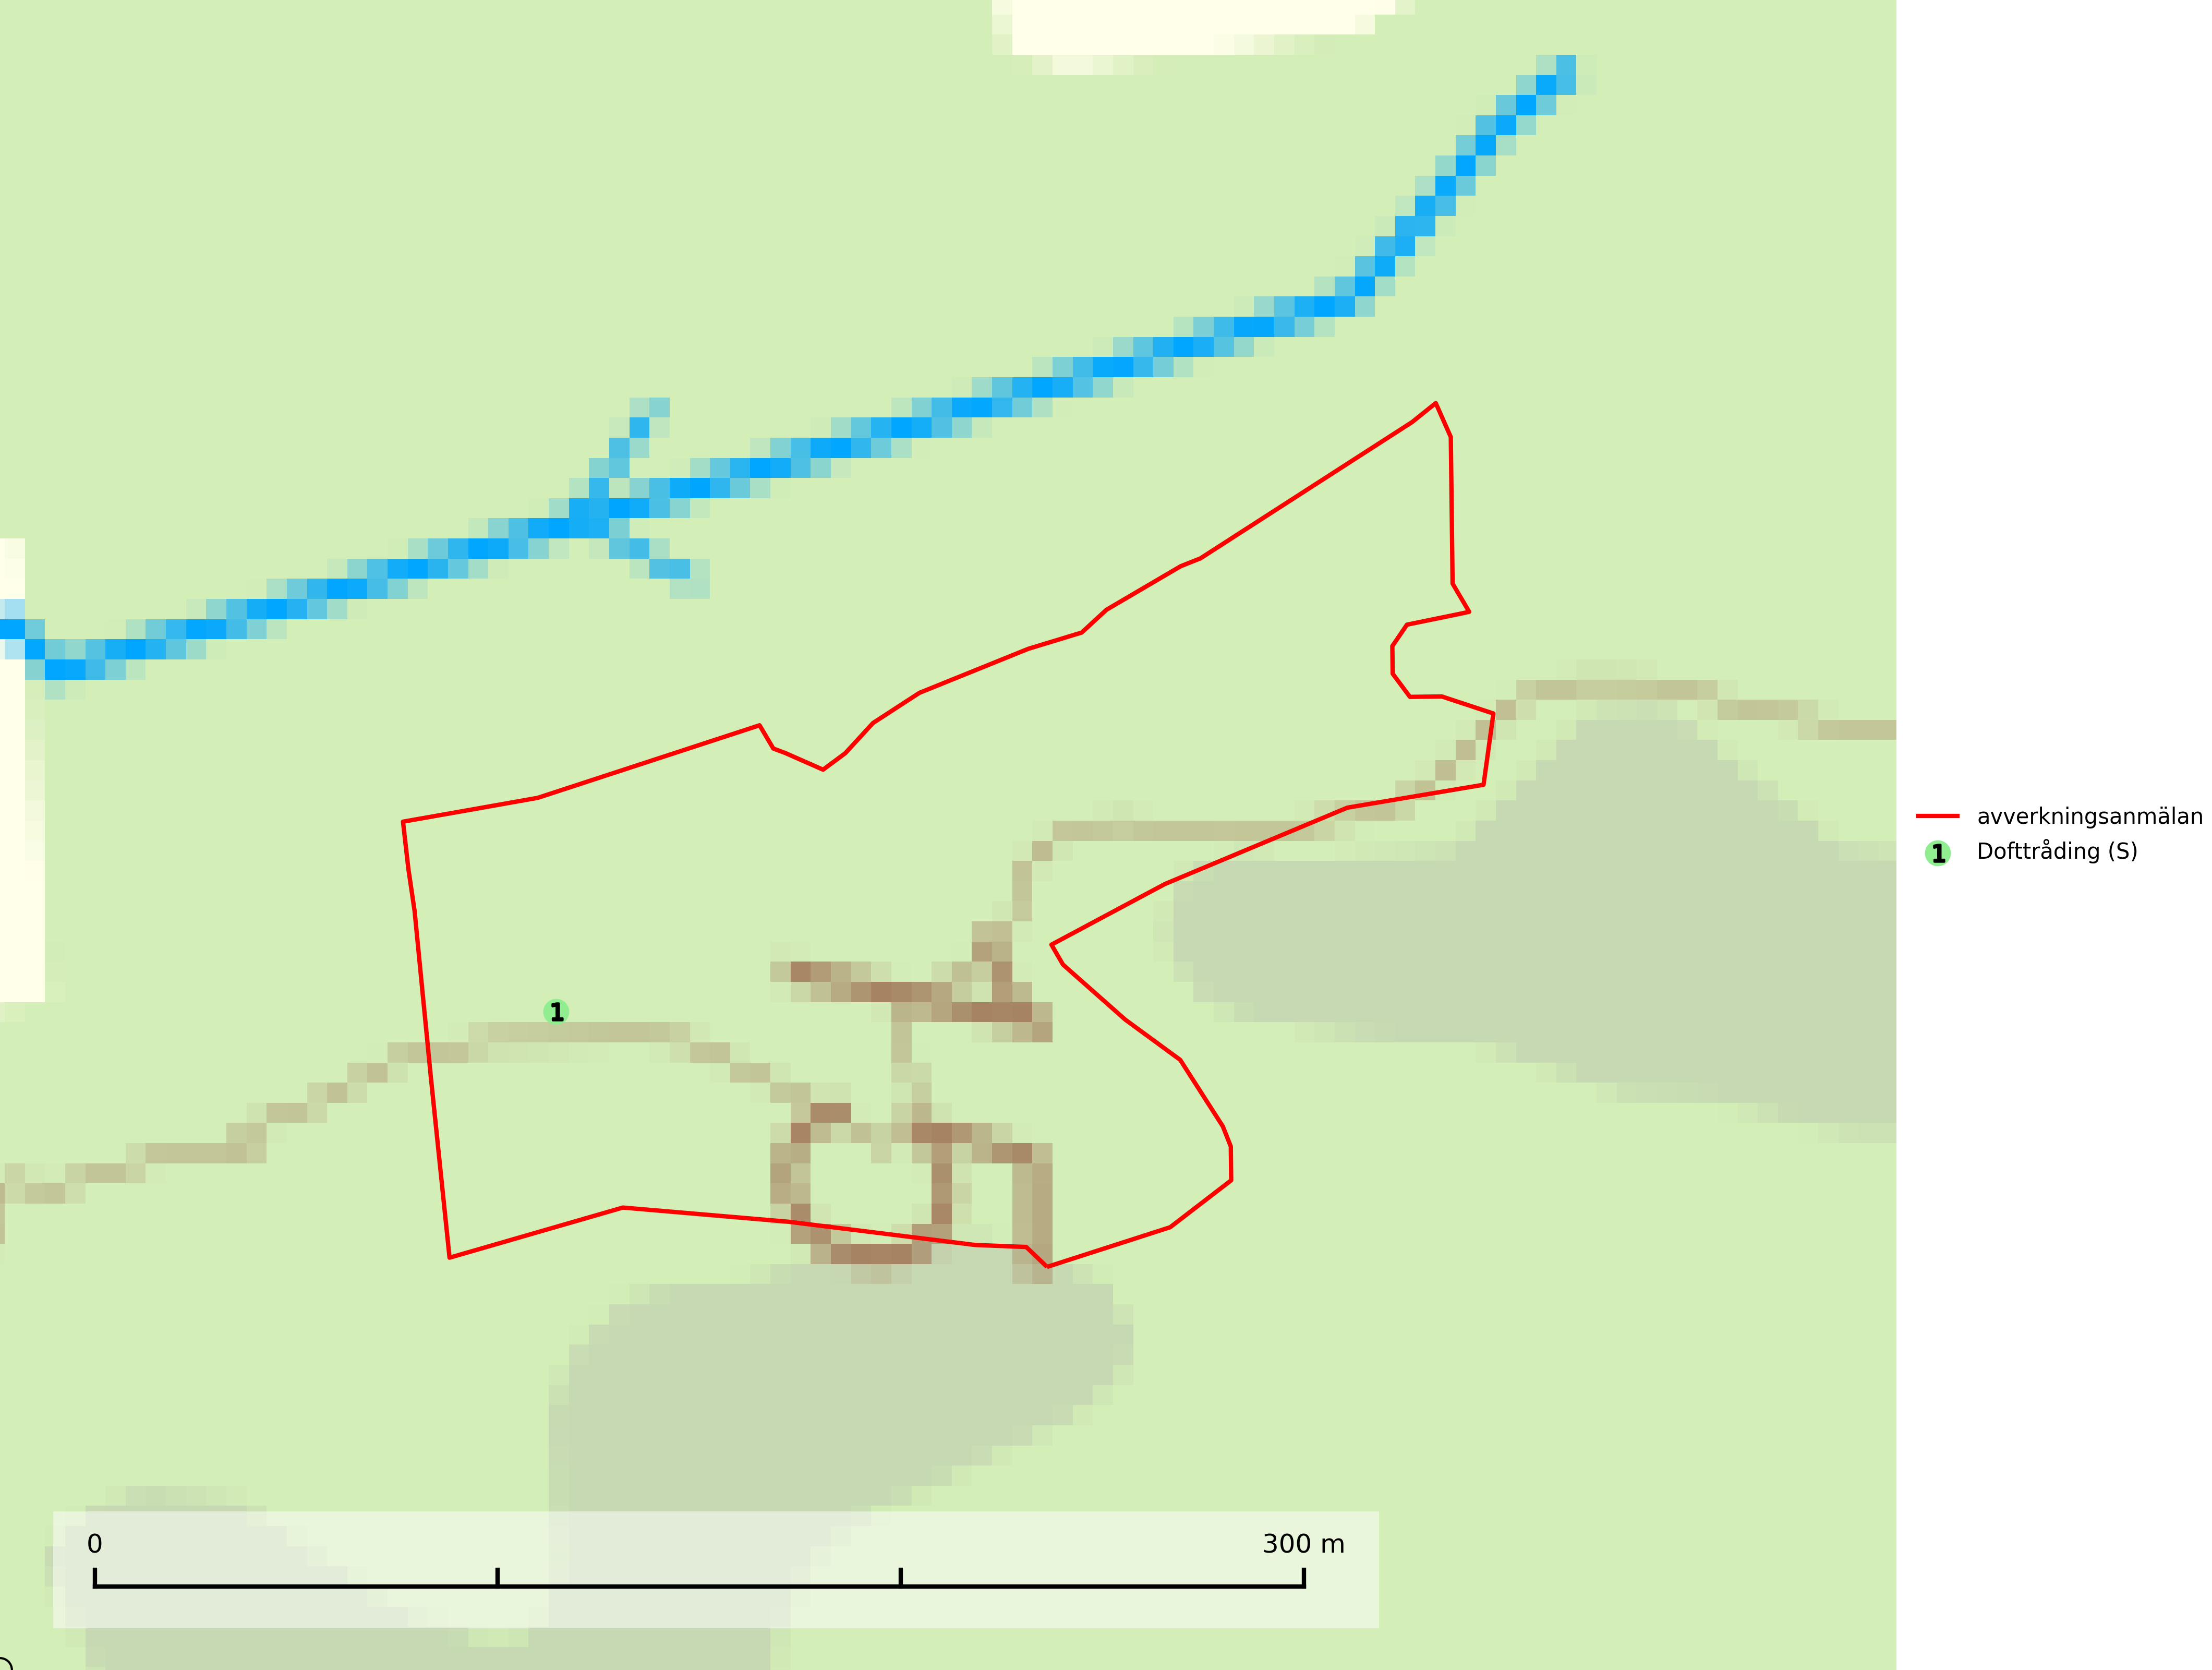 avverkningsanmälan
1 Dofttråding (S)
1
0 300 m